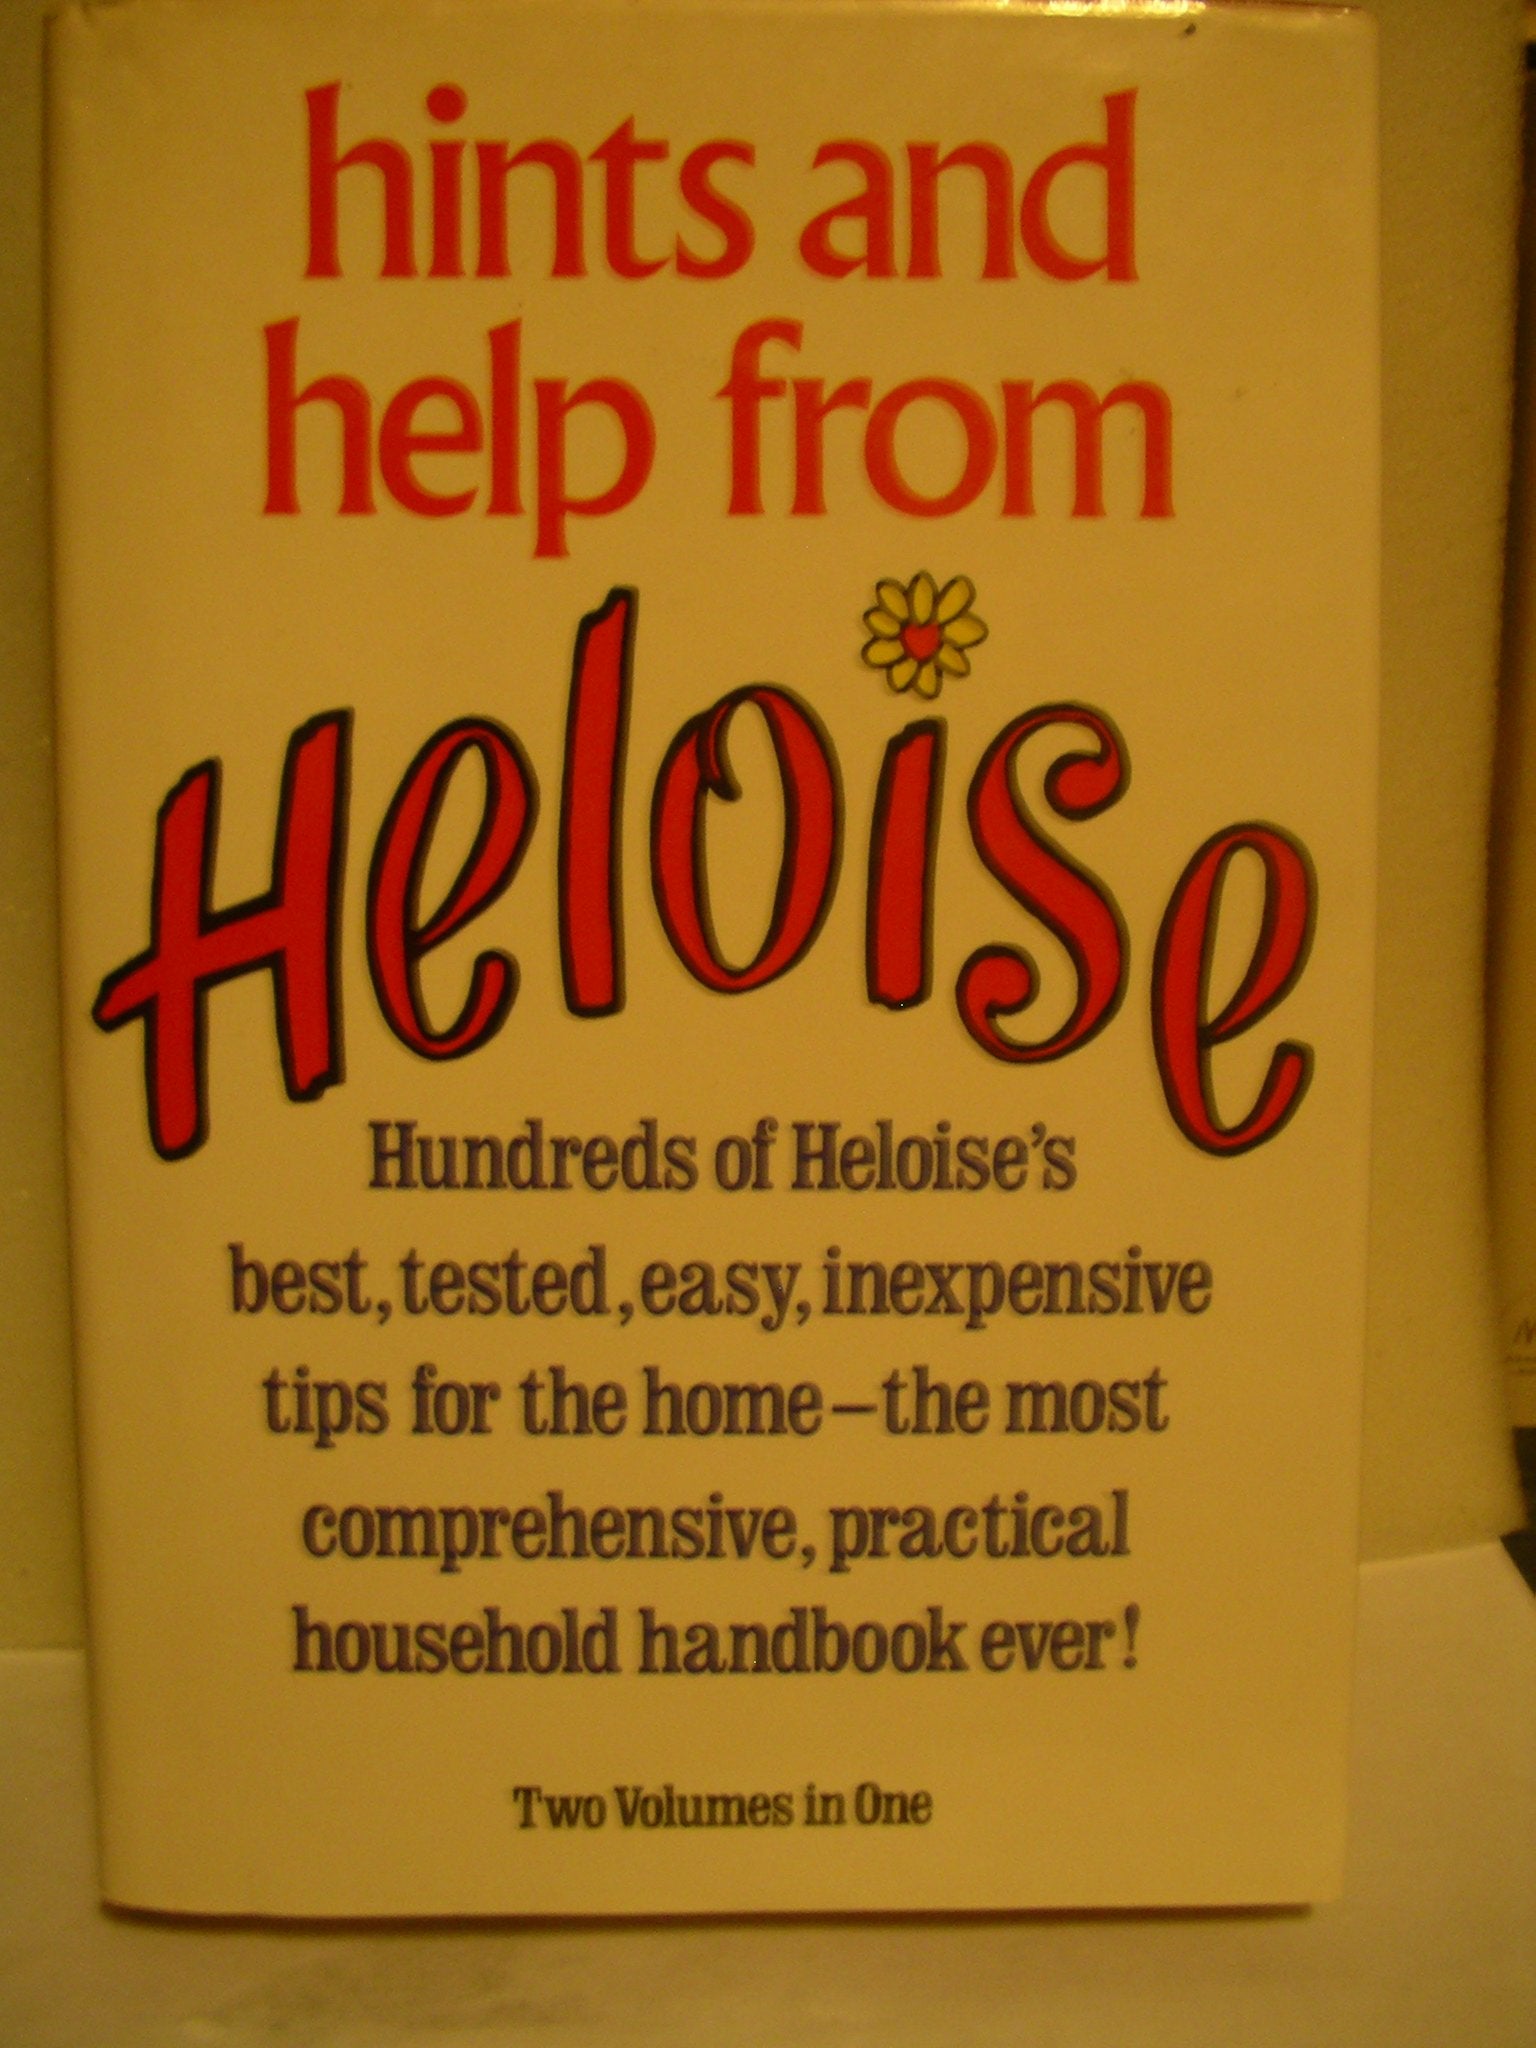 hints and
help from
Heloise
Hundreds of Heloise's
best, tested, easy, inexpensive
tips for the home–the most
comprehensive, practical
household handbook ever!
Two Volumes in One